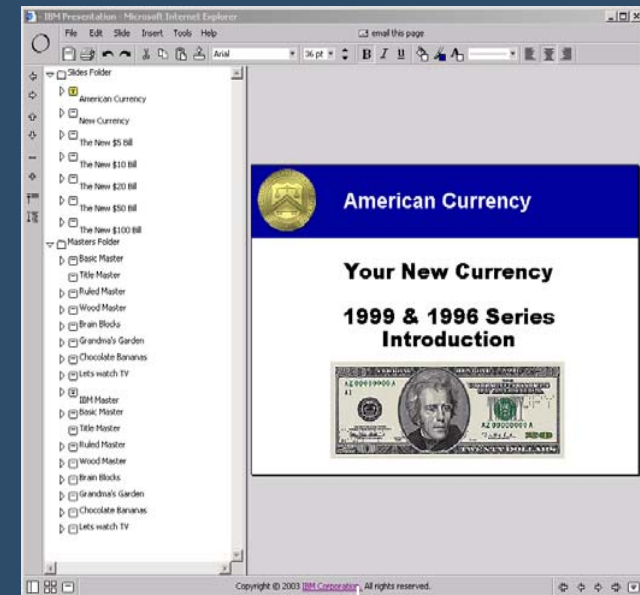 IBM Presentation - Microsoft Internet Explorer
File Edit Slide Insert Tools Help
email this page
Arial
36 pt
B I U
Slides Folder
American Currency
New Currency
The New $5 Bill
The New $10 Bill
The New $20 Bill
The New $50 Bill
The New $100 Bill
Masters Folder
Basic Master
Title Master
Ruled Master
Wood Master
Brain Blocks
Grandma's Garden
Chocolate Bananas
Lets watch TV
IBM Master
Basic Master
Title Master
Ruled Master
Wood Master
Brain Blocks
Grandma's Garden
Chocolate Bananas
Lets watch TV
American Currency
Your New Currency
1999 & 1996 Series
Introduction
AZ 00000000 A
A1
AZ 00000000 A
TWENTY DOLLARS
Copyright © 2003 IBM Corporation. All rights reserved.